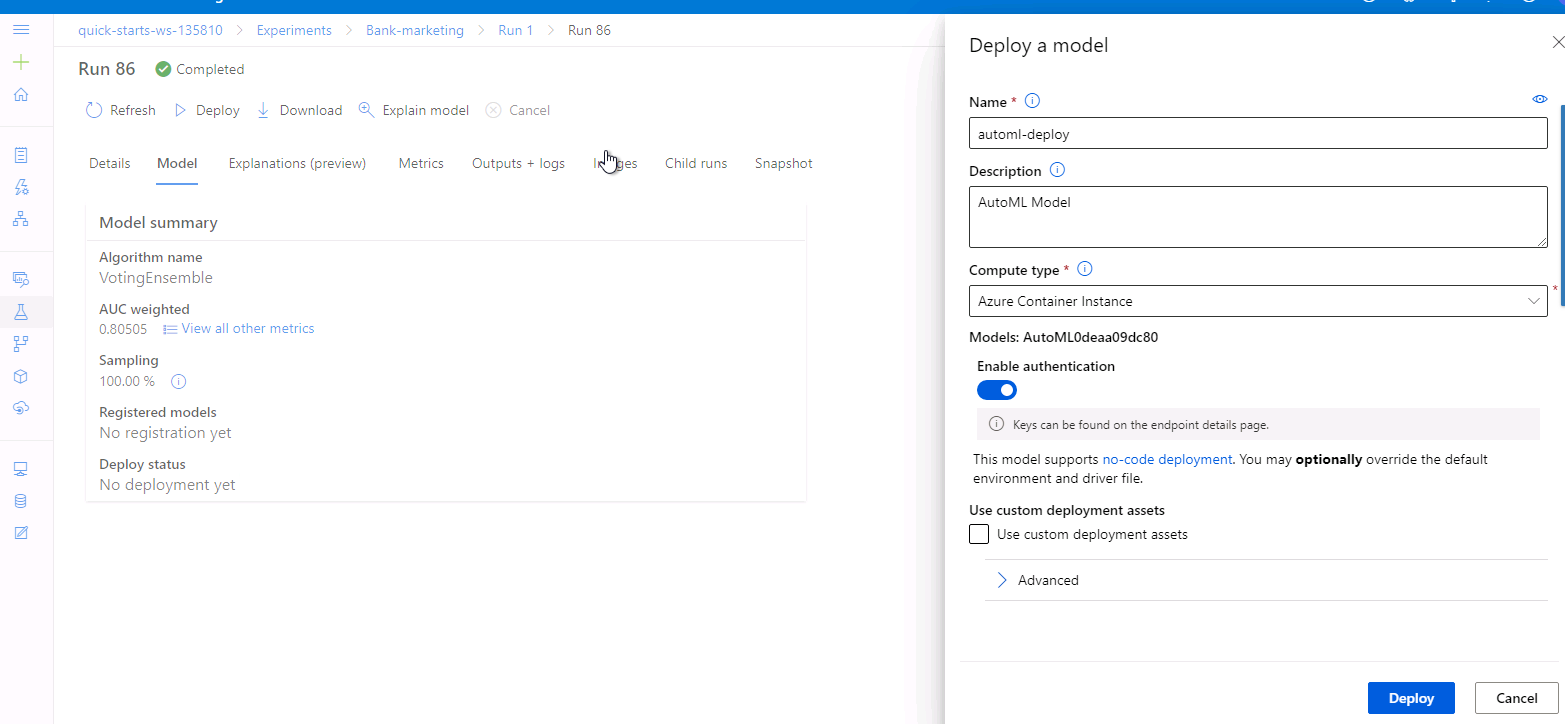 quick-starts-ws-135810 > Experiments > Bank-marketing > Run 1 > Run 86
Run 86 Completed
Refresh Deploy Download Explain model Cancel
Details Model Explanations (preview) Metrics Outputs + logs Child runs Snapshot
Model summary
Algorithm name
VotingEnsemble
AUC weighted
0.80505 View all other metrics
Sampling
100.00 %
Registered models
No registration yet
Deploy status
No deployment yet
Deploy a model
Name *
automl-deploy
Description
AutoML Model
Compute type *
Azure Container Instance
*
Models: AutoML0deaa09dc80
Enable authentication
Keys can be found on the endpoint details page.
This model supports no-code deployment. You may optionally override the default
environment and driver file.
Use custom deployment assets
Use custom deployment assets
Advanced
Deploy Cancel